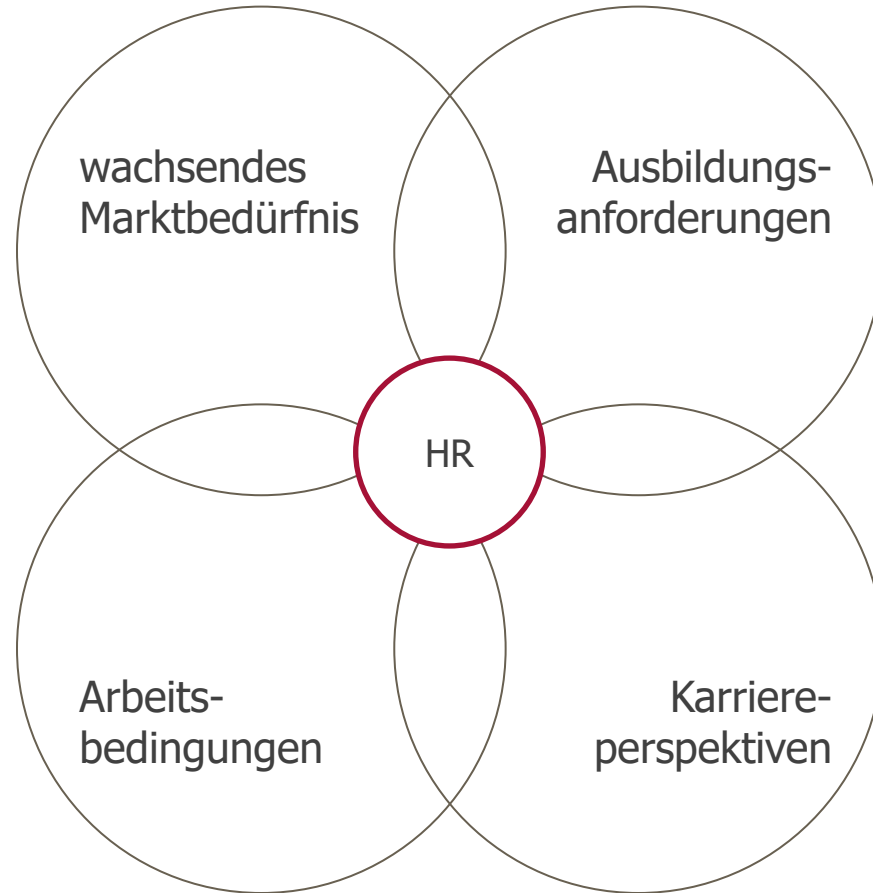 wachsendes
Marktbedürfnis
Ausbildungs-
anforderungen
HR
Arbeits-
bedingungen
Karriere-
perspektiven